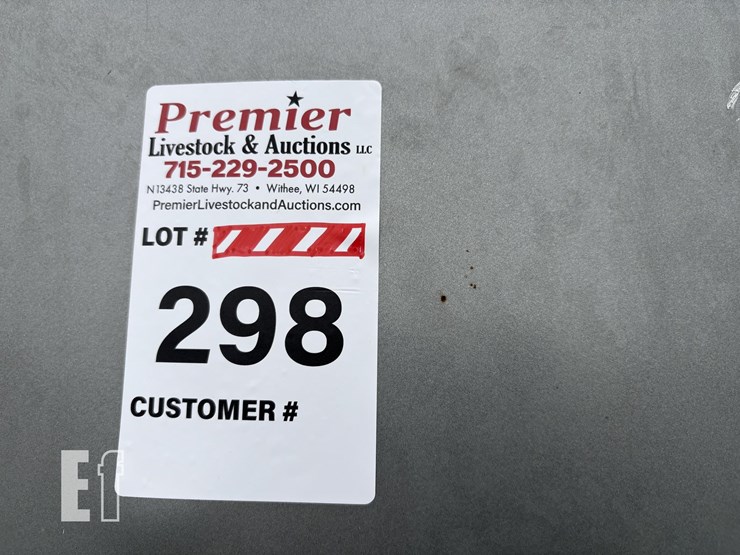 Premier
Livestock & Auctions LLC
715-229-2500
N13438 State Hwy. 73 • Withee, WI 54498
PremierLivestockandAuctions.com
LOT #
298
CUSTOMER #
E1